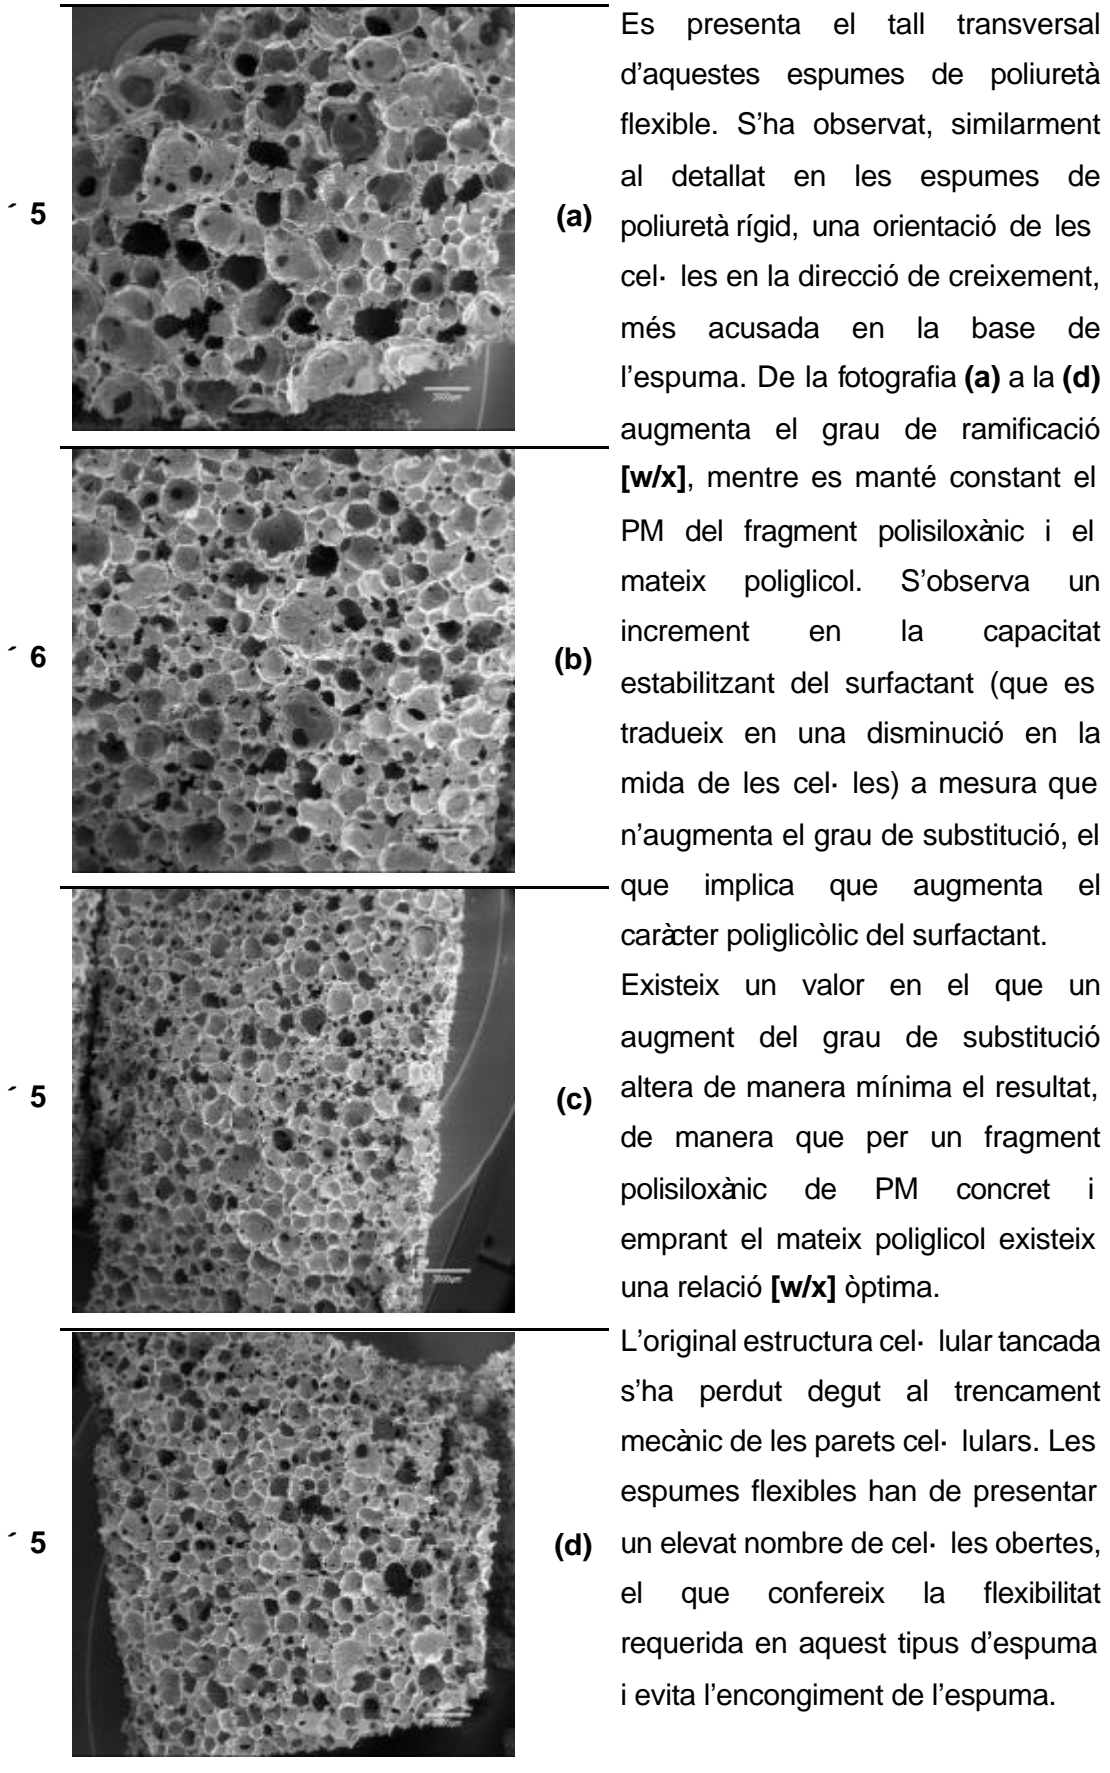 Es presenta el tall transversal
d'aquestes espumes de poliuretà
flexible. S'ha observat, similarment
al detallat en les espumes de
poliuretà rígid, una orientació de les
cel· les en la direcció de creixement,
més acusada en la base de
l'espuma. De la fotografia (a) a la (d)
augmenta el grau de ramificació
[w/x], mentre es manté constant el
PM del fragment polisiloxànic i el
mateix poliglicol. S'observa un
increment en la capacitat
estabilitzant del surfactant (que es
tradueix en una disminució en la
mida de les cel· les) a mesura que
n'augmenta el grau de substitució, el
que implica que augmenta el
caràcter poliglicòlic del surfactant.
Existeix un valor en el que un
augment del grau de substitució
altera de manera mínima el resultat,
de manera que per un fragment
polisiloxànic de PM concret i
emprant el mateix poliglicol existeix
una relació [w/x] òptima.
L'original estructura cel· lular tancada
s'ha perdut degut al trencament
mecànic de les parets cel· lulars. Les
espumes flexibles han de presentar
un elevat nombre de cel· les obertes,
el que confereix la flexibilitat
requerida en aquest tipus d'espuma
i evita l'encongiment de l'espuma.
´ 5
(a)
´ 6
(b)
´ 5
(c)
´ 5
(d)